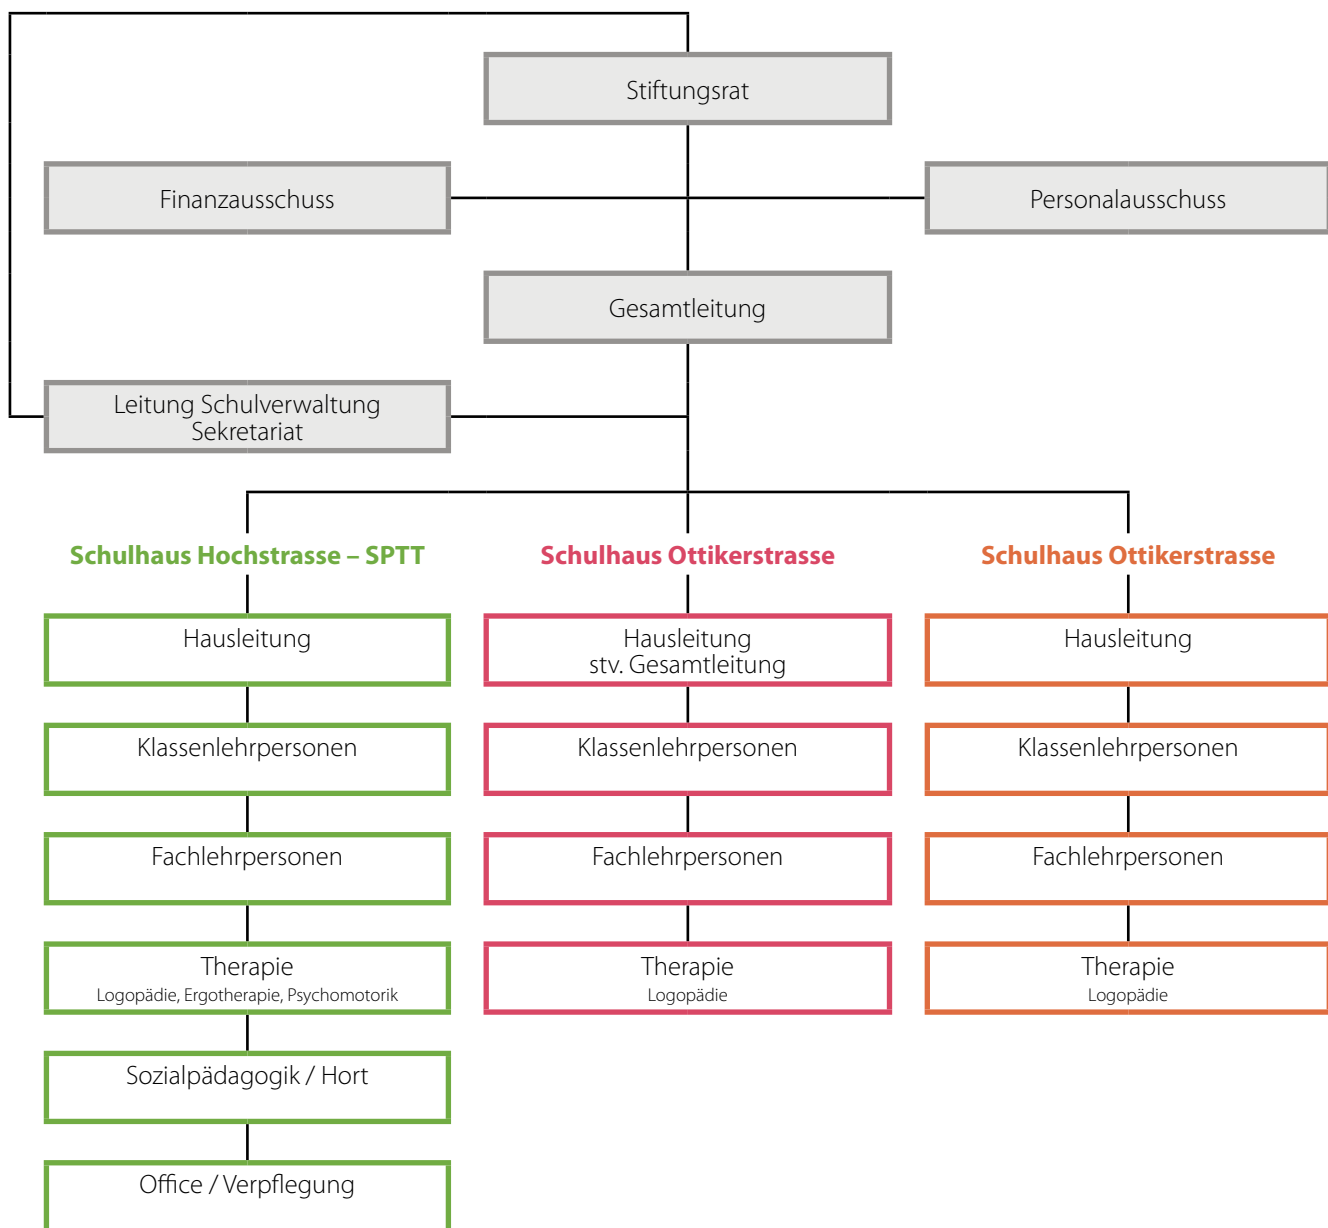 Stiftungsrat
Finanzausschuss
Personalausschuss
Gesamtleitung
Leitung Schulverwaltung
Sekretariat
Schulhaus Hochstrasse – SPTT
Schulhaus Ottikerstrasse
Schulhaus Ottikerstrasse
Hausleitung
Hausleitung
stv. Gesamtleitung
Hausleitung
Klassenlehrpersonen
Klassenlehrpersonen
Klassenlehrpersonen
Fachlehrpersonen
Fachlehrpersonen
Fachlehrpersonen
Therapie
Logopädie, Ergotherapie, Psychomotorik
Therapie
Logopädie
Therapie
Logopädie
Sozialpädagogik / Hort
Office / Verpflegung